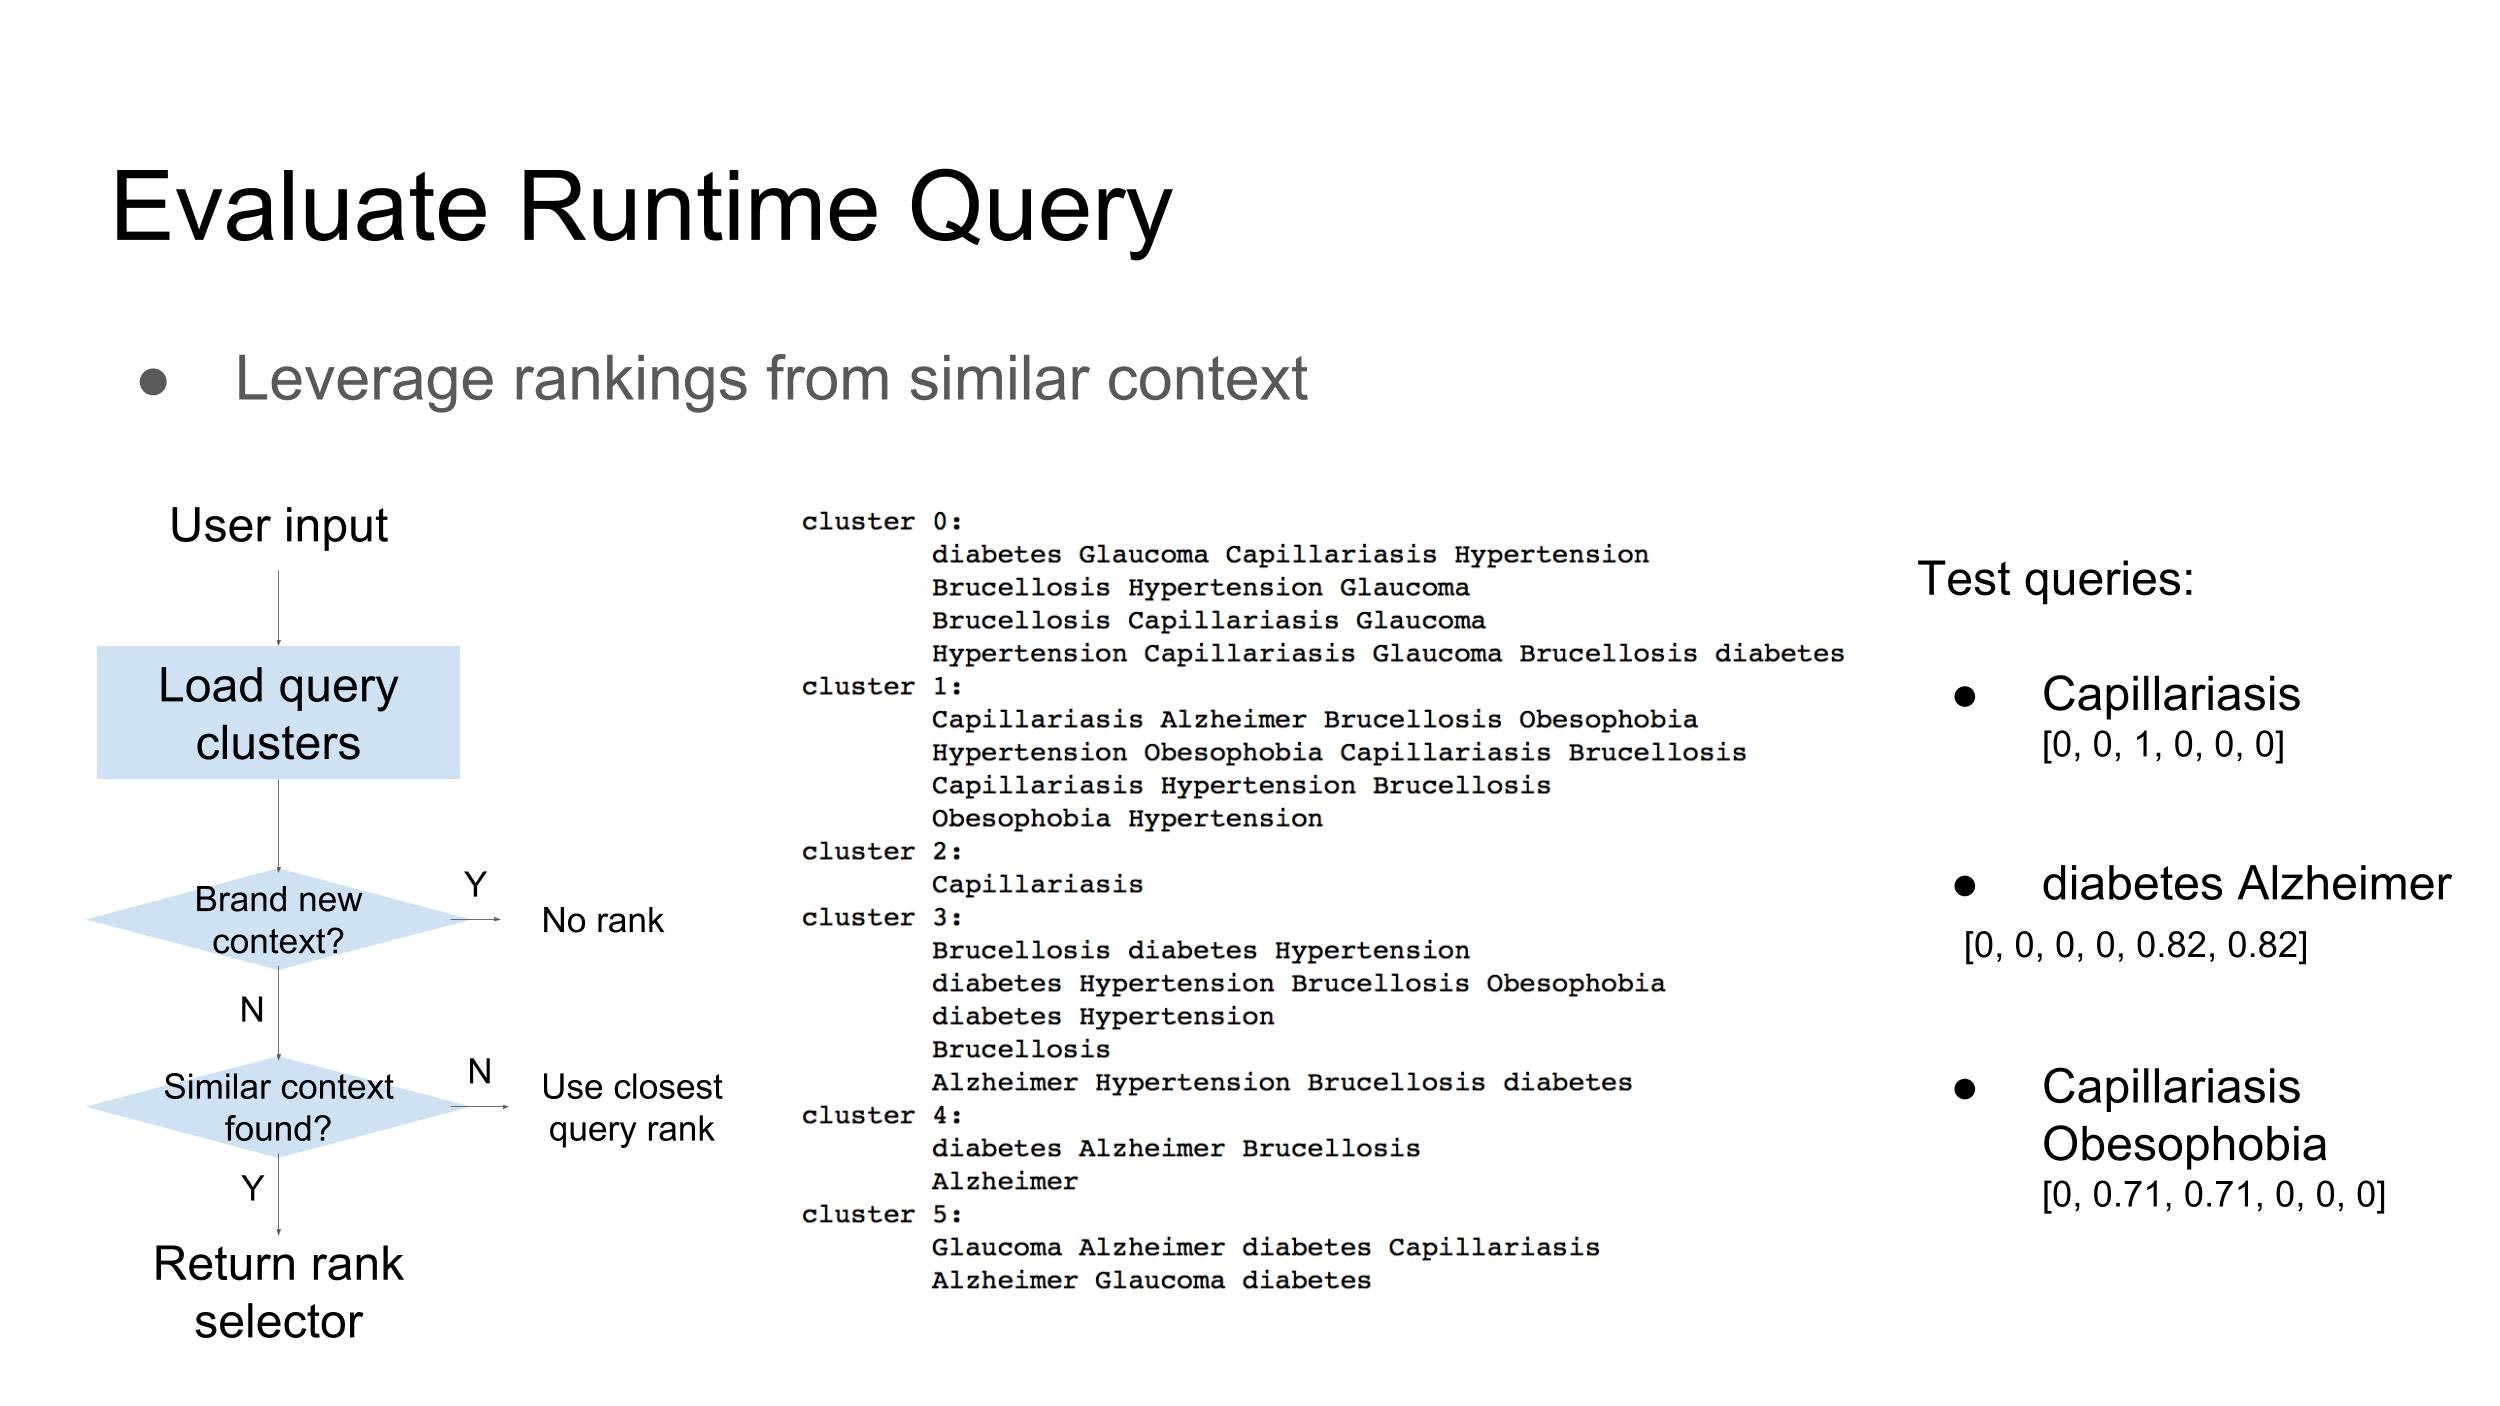 Evaluate Runtime Query
● Leverage rankings from similar context
User input
Load query
clusters
Brand new
context?
Y
No rank
N
Similar context
found?
N
Use closest
query rank
Y
Return rank
selector
cluster 0:
diabetes Glaucoma Capillariasis Hypertension
Brucellosis Hypertension Glaucoma
Brucellosis Capillariasis Glaucoma
Hypertension Capillariasis Glaucoma Brucellosis diabetes
cluster 1:
Capillariasis Alzheimer Brucellosis Obesophobia
Hypertension Obesophobia Capillariasis Brucellosis
Capillariasis Hypertension Brucellosis
Obesophobia Hypertension
cluster 2:
Capillariasis
cluster 3:
Brucellosis diabetes Hypertension
diabetes Hypertension Brucellosis Obesophobia
diabetes Hypertension
Brucellosis
Alzheimer Hypertension Brucellosis diabetes
cluster 4:
diabetes Alzheimer Brucellosis
Alzheimer
cluster 5:
Glaucoma Alzheimer diabetes Capillariasis
Alzheimer Glaucoma diabetes
Test queries:
● Capillariasis
[0, 0, 1, 0, 0, 0]
● diabetes Alzheimer
[0, 0, 0, 0, 0.82, 0.82]
● Capillariasis
Obesophobia
[0, 0.71, 0.71, 0, 0, 0]